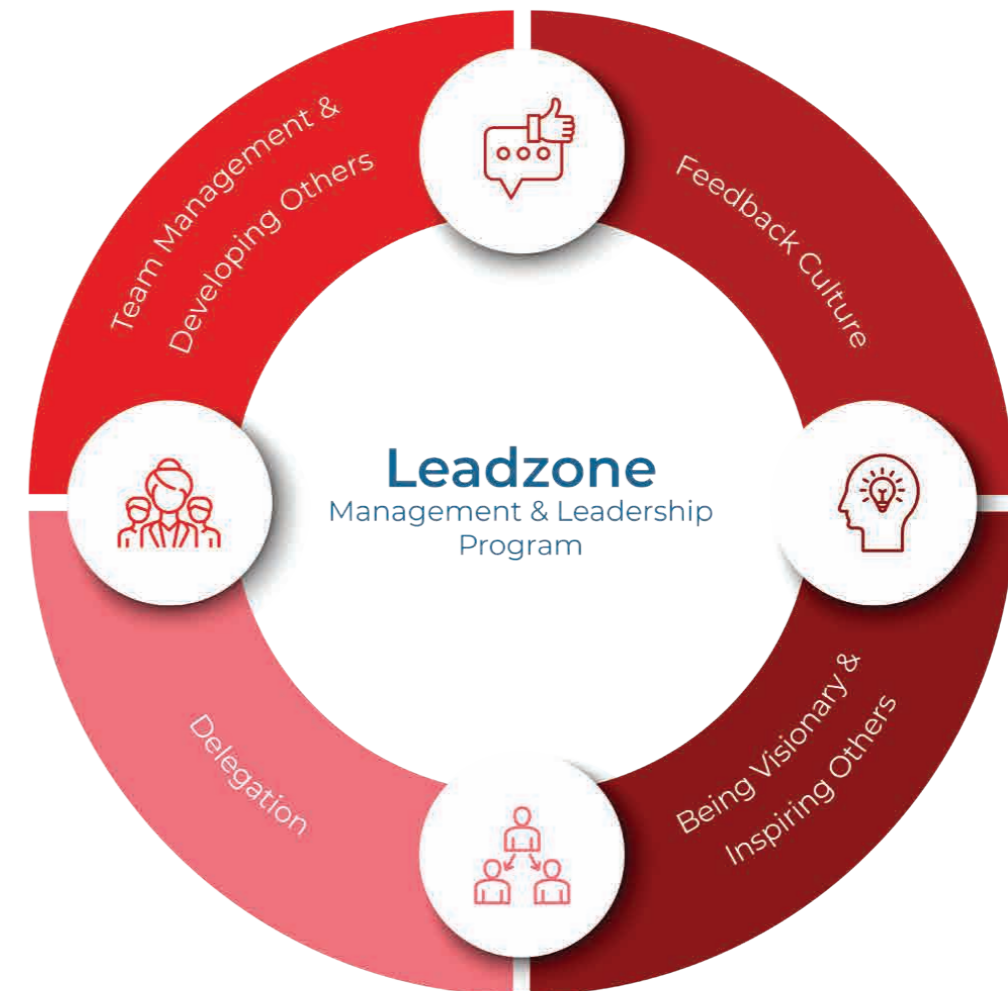 Team Management &
Developing Others
Feedback Culture
Leadzone
Management & Leadership
Program
Delegation
Being Visionary &
Inspiring Others